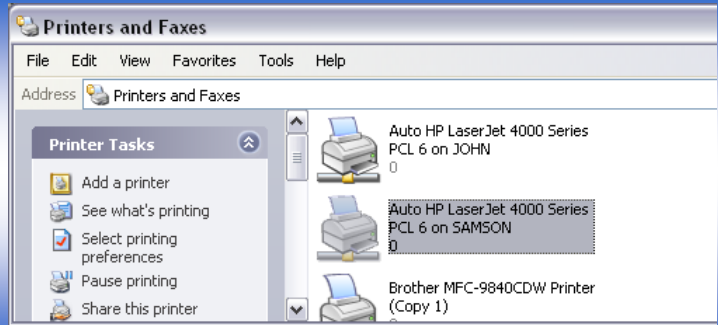 Printers and Faxes
File Edit View Favorites Tools Help
Address Printers and Faxes
Printer Tasks
Add a printer
See what's printing
Select printing
preferences
Pause printing
Share this printer
Auto HP LaserJet 4000 Series
PCL 6 on JOHN
0
Auto HP LaserJet 4000 Series
PCL 6 on SAMSON
0
Brother MFC-9840CDW Printer
(Copy 1)